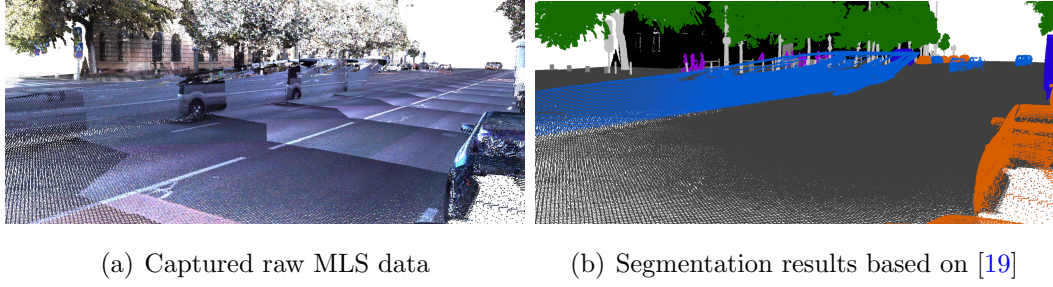 (a) Captured raw MLS data
(b) Segmentation results based on [19]